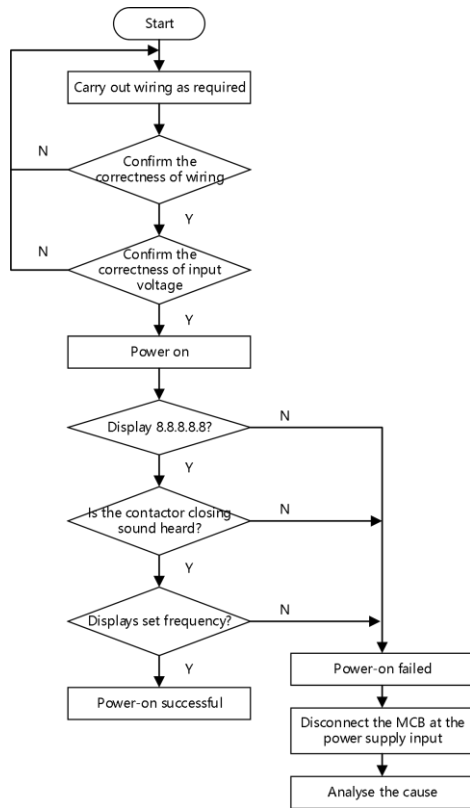 Start
Carry out wiring as required
N
Confirm the
correctness of wiring
Y
N
Confirm the
correctness of input
voltage
Y
Power on
Display 8.8.8.8.8?
N
Y
Is the contactor closing
sound heard?
N
Y
Displays set frequency?
N
Y
Power-on successful
Power-on failed
Disconnect the MCB at the
power supply input
Analyse the cause